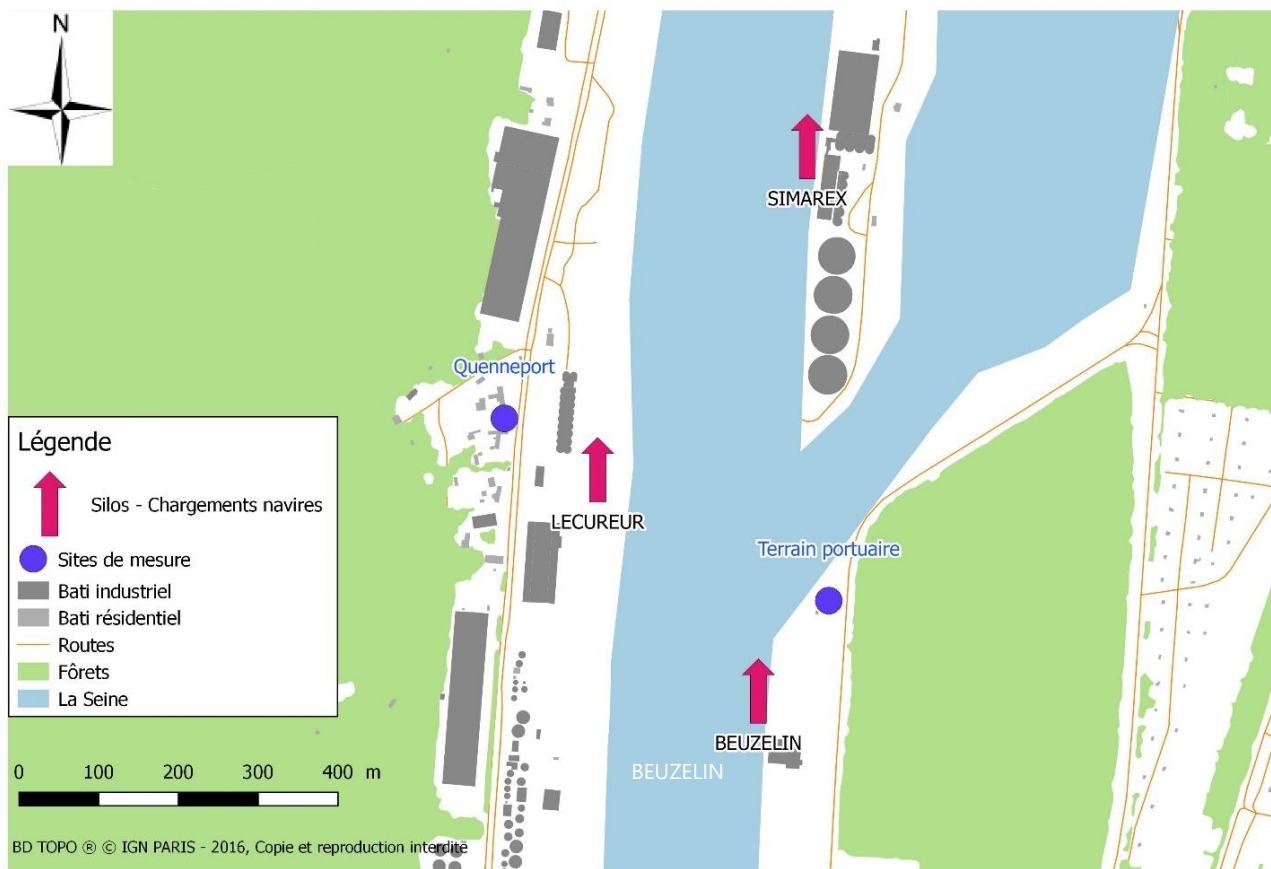 N
SIMAREX
Quenneport
LECUREUR
Terrain portuaire
BEUZELIN
BEUZELIN
Légende
Silos - Chargements navires
Sites de mesure
Bati industriel
Bati résidentiel
Routes
Fôrets
La Seine
0 100 200 300 400 m
BD TOPO ® © IGN PARIS - 2016, Copie et reproduction interdite